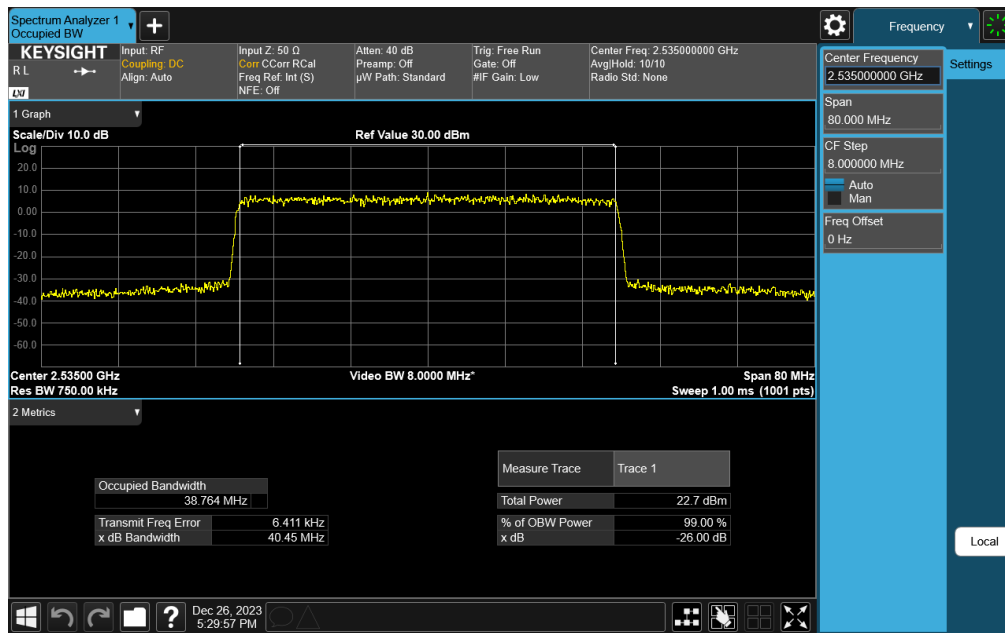 Spectrum Analyzer 1
Occupied BW
Frequency
KEYSIGHT
R L
LXI
Input: RF
Coupling: DC
Align: Auto
Input Z: 50 Ω
Corr CCorr RCal
Freq Ref: Int (S)
NFE: Off
Atten: 40 dB
Preamp: Off
µW Path: Standard
Trig: Free Run
Gate: Off
#IF Gain: Low
Center Freq: 2.535000000 GHz
Avg|Hold: 10/10
Radio Std: None
Center Frequency
2.535000000 GHz
Settings
Span
80.000 MHz
CF Step
8.000000 MHz
Auto
Man
Freq Offset
0 Hz
Local
1 Graph
Scale/Div 10.0 dB
Ref Value 30.00 dBm
Log
20.0
10.0
0.00
-10.0
-20.0
-30.0
-40.0
-50.0
-60.0
Center 2.53500 GHz
Video BW 8.0000 MHz*
Span 80 MHz
Res BW 750.00 kHz
Sweep 1.00 ms (1001 pts)
2 Metrics
Occupied Bandwidth
38.764 MHz
Transmit Freq Error 6.411 kHz
x dB Bandwidth 40.45 MHz
Measure Trace Trace 1
Total Power 22.7 dBm
% of OBW Power 99.00 %
x dB -26.00 dB
Dec 26, 2023
5:29:57 PM